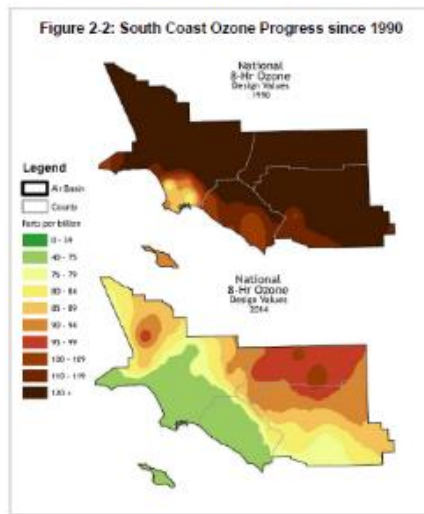 Figure 2-2: South Coast Ozone Progress since 1990
National
8-Hr Ozone
Design Values
1990
Legend
Air Basin
County
Parts per billion
0 - 39
40 - 75
76 - 79
80 - 84
85 - 89
90 - 94
95 - 99
100 - 109
110 - 119
120 +
National
8-Hr Ozone
Design Values
2014